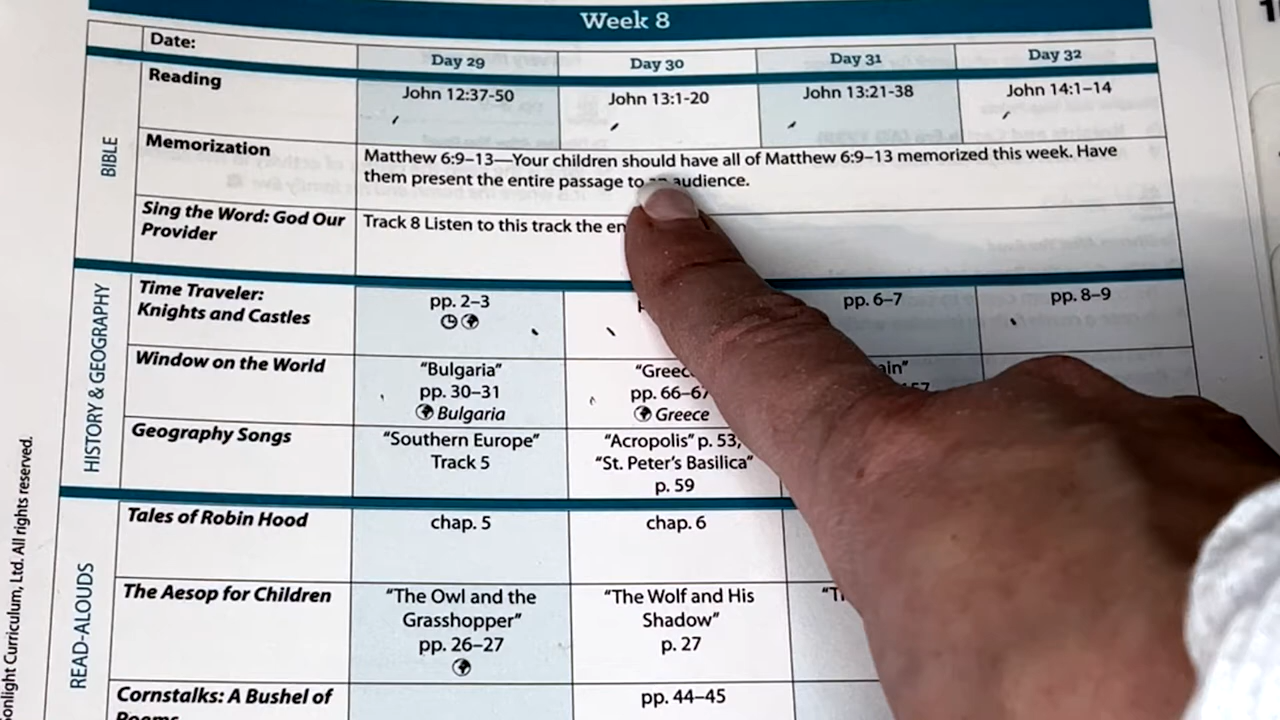 Week 8
Date:
Day 29
Day 30
Day 31
Day 32
BIBLE
Reading
John 12:37-50
John 13:1-20
John 13:21-38
John 14:1–14
Memorization
Matthew 6:9–13—Your children should have all of Matthew 6:9–13 memorized this week. Have
them present the entire passage to audience.
Sing the Word: God Our
Provider
Track 8 Listen to this track the
HISTORY & GEOGRAPHY
Time Traveler:
Knights and Castles
pp. 2–3
pp. 6–7
pp. 8–9
Window on the World
"Bulgaria"
pp. 30–31
Bulgaria
pp. 66–67
Greece
Geography Songs
"Southern Europe"
Track 5
"Acropolis" p. 53,
"St. Peter's Basilica"
p. 59
READ-ALOUDS
Tales of Robin Hood
chap. 5
chap. 6
The Aesop for Children
"The Owl and the
Grasshopper"
pp. 26–27
"The Wolf and His
Shadow"
p. 27
Cornstalks: A Bushel of
pp. 44–45
Curriculum, Ltd. All rights reserved.